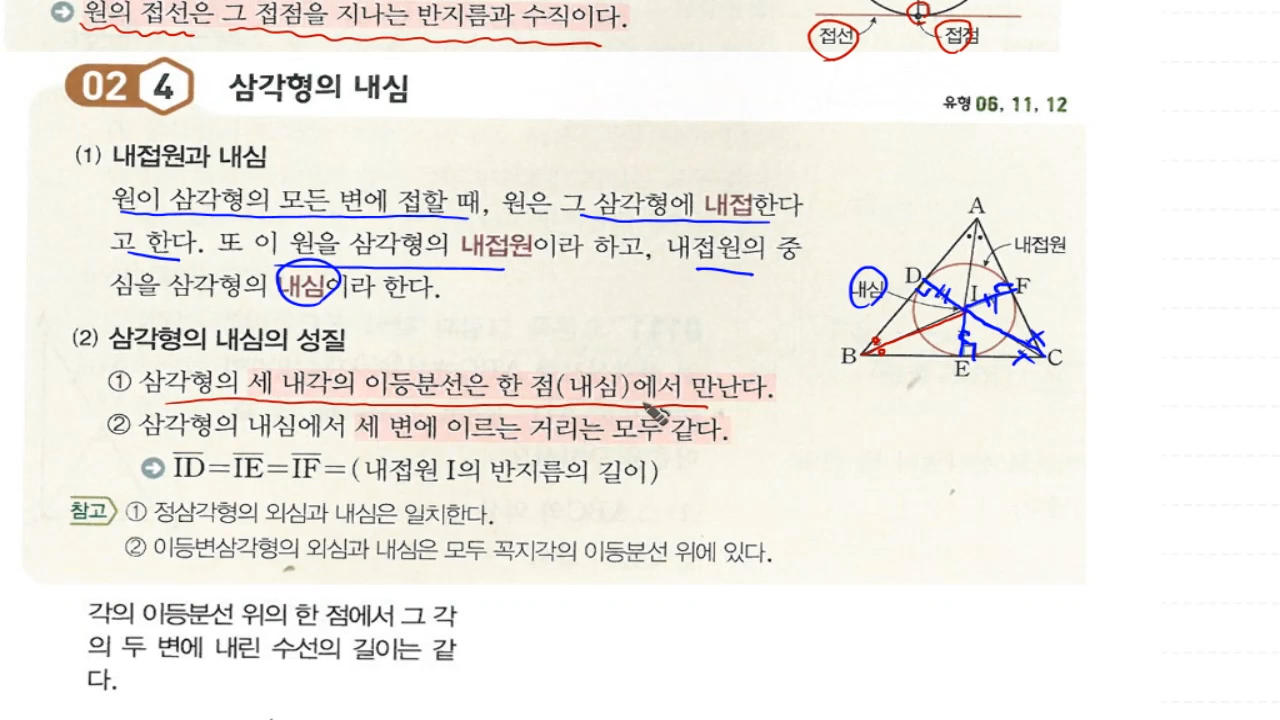 원의 접선은 그 접점을 지나는 반지름과 수직이다.
접선 접점
02 4 삼각형의 내심
유형 06, 11, 12
(1) 내접원과 내심
원이 삼각형의 모든 변에 접할 때, 원은 그 삼각형에 내접한다
고 한다. 또 이 원을 삼각형의 내접원이라 하고, 내접원의 중
심을 삼각형의 내심이라 한다.
A
내접원
D
내심
I
F
B
E
C
(2) 삼각형의 내심의 성질
① 삼각형의 세 내각의 이등분선은 한 점(내심)에서 만난다.
② 삼각형의 내심에서 세 변에 이르는 거리는 모두 같다.
ID=IE=IF=(내접원 I의 반지름의 길이)
참고 ① 정삼각형의 외심과 내심은 일치한다.
② 이등변삼각형의 외심과 내심은 모두 꼭지각의 이등분선 위에 있다.
각의 이등분선 위의 한 점에서 그 각
의 두 변에 내린 수선의 길이는 같
다.